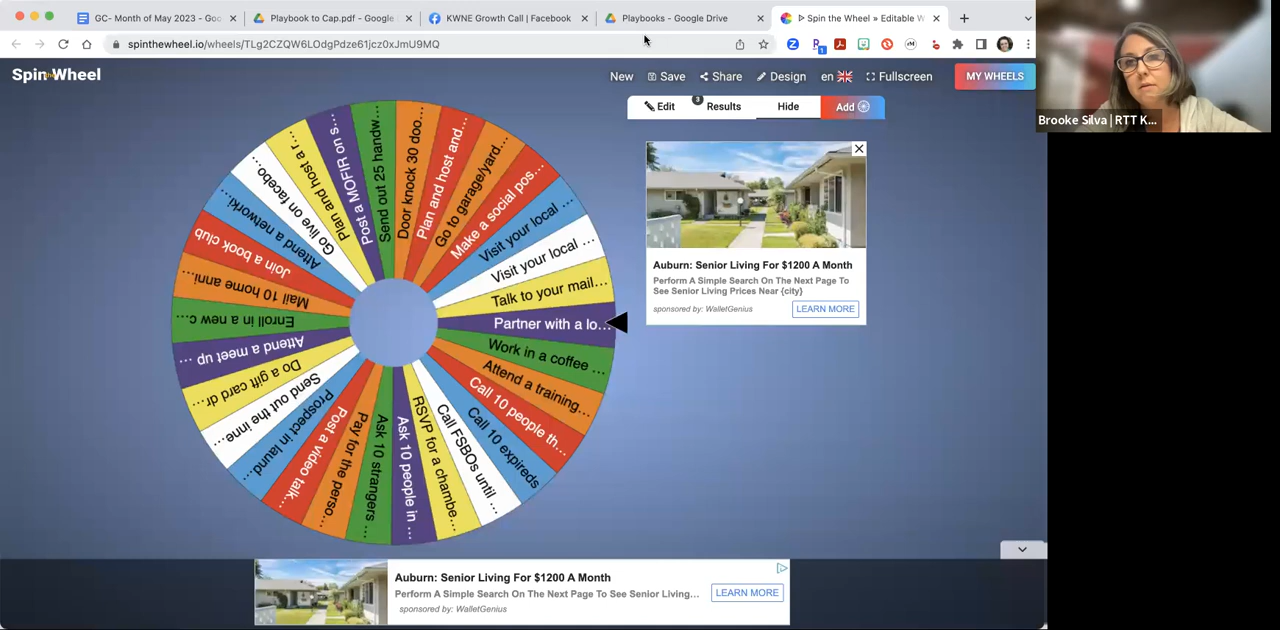 GC- Month of May 2023 - Goo
Playbook to Cap.pdf - Google
KWNE Growth Call | Facebook
Playbooks - Google Drive
Spin the Wheel » Editable W
spinthewheel.io/wheels/TLg2CZQW6LOdgPdze61jcz0xJmU9MQ
Spin the Wheel
New
Save
Share
Design
en
Fullscreen
MY WHEELS
Edit
3
Results
Hide
Add
Send out 25 handw...
Door knock 30 doo...
Plan and host and...
Go to garage/yard...
Make a social pos...
Visit your local ...
Visit your local ...
Talk to your mail...
Partner with a lo...
Work in a coffee ...
Attend a training...
Call 10 people th...
Call 10 expireds
Call FSBOs until ...
RSVP for a chambe...
Ask 10 people in ...
Ask 10 strangers ...
Pay for the perso...
Post a video talk...
Prospect in laund...
Send out the inne...
Do a gift card dr...
Attend a meet up ...
Enroll in a new c...
Mail 10 home anni...
Join a book club
Attend a networki...
Go live on facebo...
Plan and host a r...
Post a MOFIR on s...
Auburn: Senior Living For $1200 A Month
Perform A Simple Search On The Next Page To
See Senior Living Prices Near {city}
sponsored by: WalletGenius
LEARN MORE
Auburn: Senior Living For $1200 A Month
Perform A Simple Search On The Next Page To See Senior Living...
sponsored by: WalletGenius
LEARN MORE
Brooke Silva | RTT K...